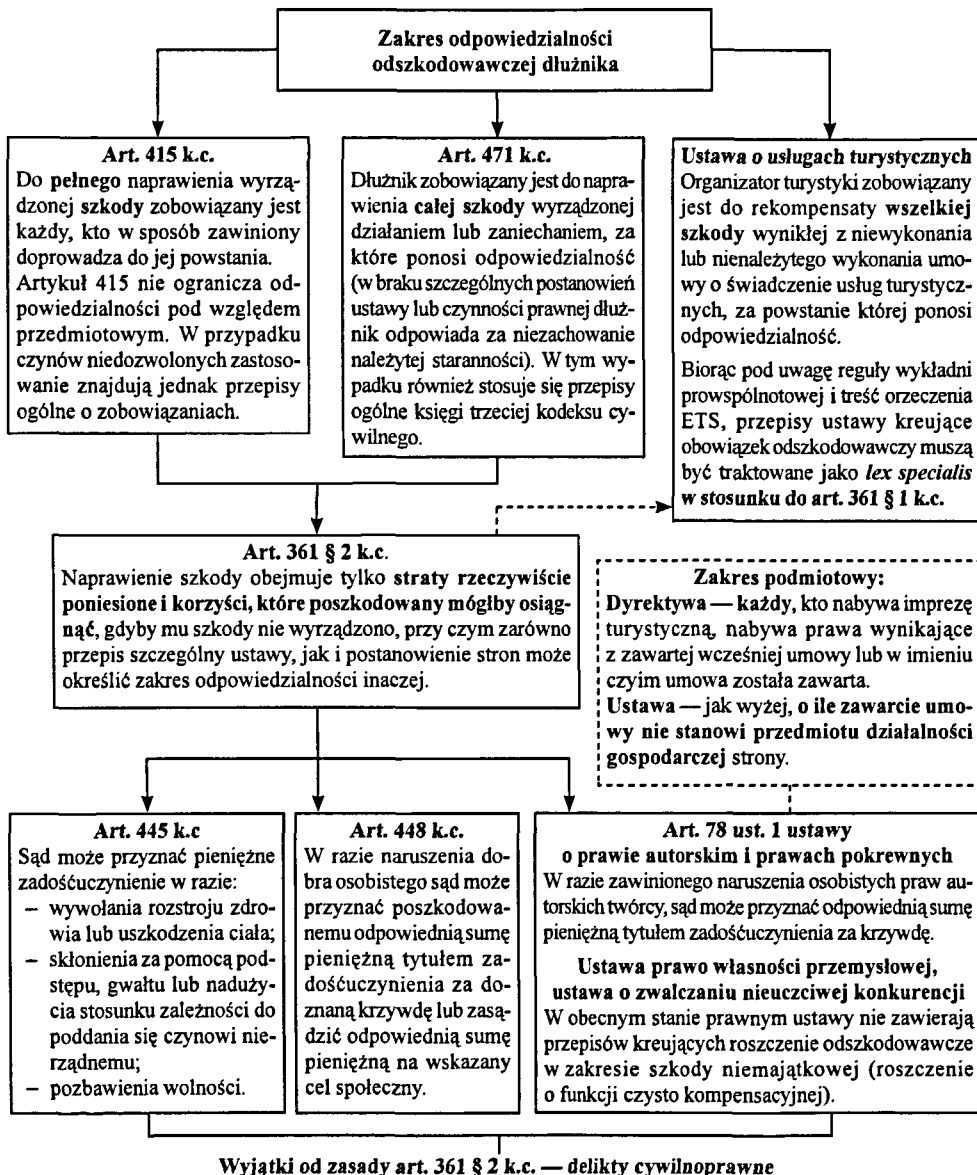 Zakres odpowiedzialności
odszkodowawczej dłużnika
Art. 415 k.c.
Do pełnego naprawienia wyrzą-
dzonej szkody zobowiązany jest
każdy, kto w sposób zawiniony
doprowadza do jej powstania.
Artykuł 415 nie ogranicza od-
powiedzialności pod względem
przedmiotowym. W przypadku
czynów niedozwolonych zastoso-
wanie znajdują jednak przepisy
ogólne o zobowiązaniach.
Art. 471 k.c.
Dłużnik zobowiązany jest do napra-
wienia całej szkody wyrządzonej
działaniem lub zaniechaniem, za
które ponosi odpowiedzialność
(w braku szczególnych postanowień
ustawy lub czynności prawnej dłuż-
nik odpowiada za niezachowanie
należytej staranności). W tym wy-
padku również stosuje się przepisy
ogólne księgi trzeciej kodeksu cy-
wilnego.
Ustawa o usługach turystycznych
Organizator turystyki zobowiązany
jest do rekompensaty wszelkiej
szkody wynikłej z niewykonania
lub nienależytego wykonania umo-
wy o świadczenie usług turystycz-
nych, za powstanie której ponosi
odpowiedzialność.
Biorąc pod uwagę reguły wykładni
prowspólnotowej i treść orzeczenia
ETS, przepisy ustawy kreujące
obowiązek odszkodowawczy muszą
być traktowane jako lex specialis
w stosunku do art. 361 § 1 k.c.
Art. 361 § 2 k.c.
Naprawienie szkody obejmuje tylko straty rzeczywiście
poniesione i korzyści, które poszkodowany mógłby osiąg-
nąć, gdyby mu szkody nie wyrządzono, przy czym zarówno
przepis szczególny ustawy, jak i postanowienie stron może
określić zakres odpowiedzialności inaczej.
Zakres podmiotowy:
Dyrektywa — każdy, kto nabywa imprezę
turystyczną, nabywa prawa wynikające
z zawartej wcześniej umowy lub w imieniu
czyim umowa została zawarta.
Ustawa — jak wyżej, o ile zawarcie umo-
wy nie stanowi przedmiotu działalności
gospodarczej strony.
Art. 445 k.c
Sąd może przyznać pieniężne
zadośćuczynienie w razie:
– wywołania rozstroju zdro-
wia lub uszkodzenia ciała;
– skłonienia za pomocą pod-
stępu, gwałtu lub naduży-
cia stosunku zależności do
poddania się czynowi nie-
rządnemu;
– pozbawienia wolności.
Art. 448 k.c.
W razie naruszenia do-
bra osobistego sąd może
przyznać poszkodowa-
nemu odpowiednią sumę
pieniężną tytułem za-
dośćuczynienia za do-
znaną krzywdę lub zasą-
dzić odpowiednią sumę
pieniężną na wskazany
cel społeczny.
Art. 78 ust. 1 ustawy
o prawie autorskim i prawach pokrewnych
W razie zawinionego naruszenia osobistych praw au-
torskich twórcy, sąd może przyznać odpowiednią sumę
pieniężną tytułem zadośćuczynienia za krzywdę.
Ustawa prawo własności przemysłowej,
ustawa o zwalczaniu nieuczciwej konkurencji
W obecnym stanie prawnym ustawy nie zawierają
przepisów kreujących roszczenie odszkodowawcze
w zakresie szkody niemajątkowej (roszczenie
o funkcji czysto kompensacyjnej).
Wyjątki od zasady art. 361 § 2 k.c. — delikty cywilnoprawne